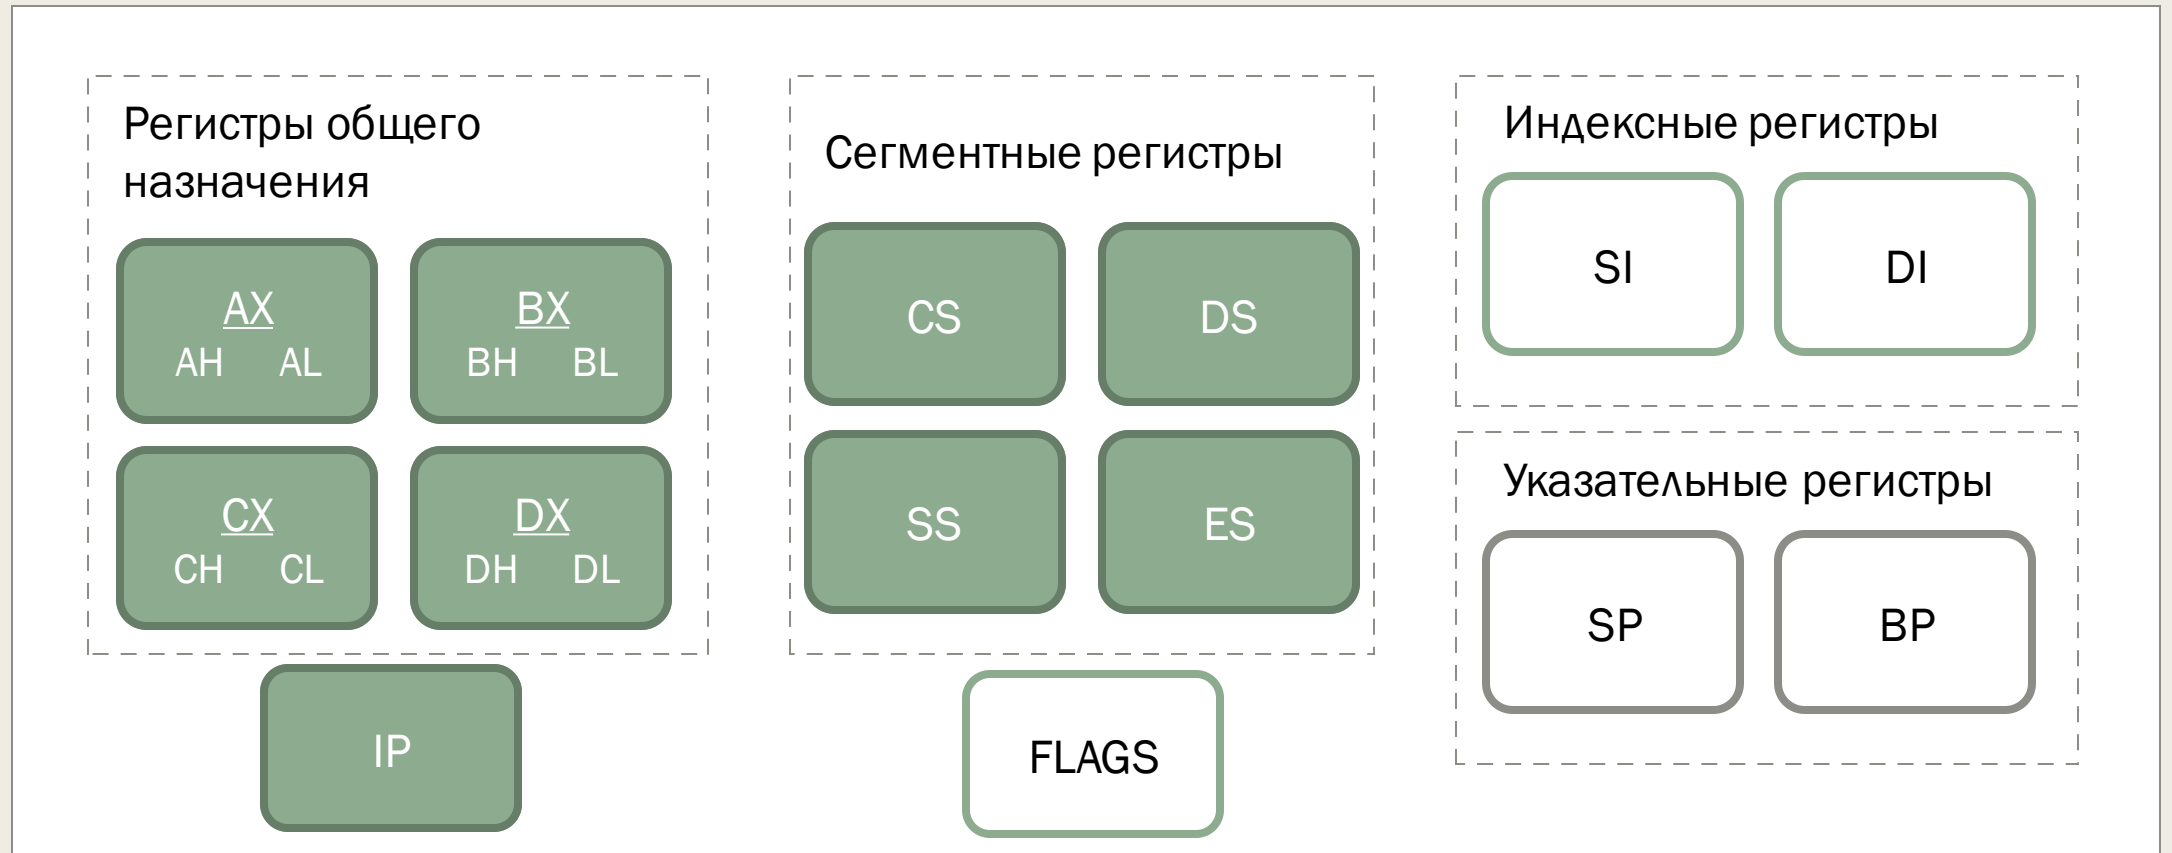 Регистры общего
назначения
AX
AH AL
BX
BH BL
CX
CH CL
DX
DH DL
IP
Сегментные регистры
CS
DS
SS
ES
FLAGS
Индексные регистры
SI
DI
Указательные регистры
SP
BP